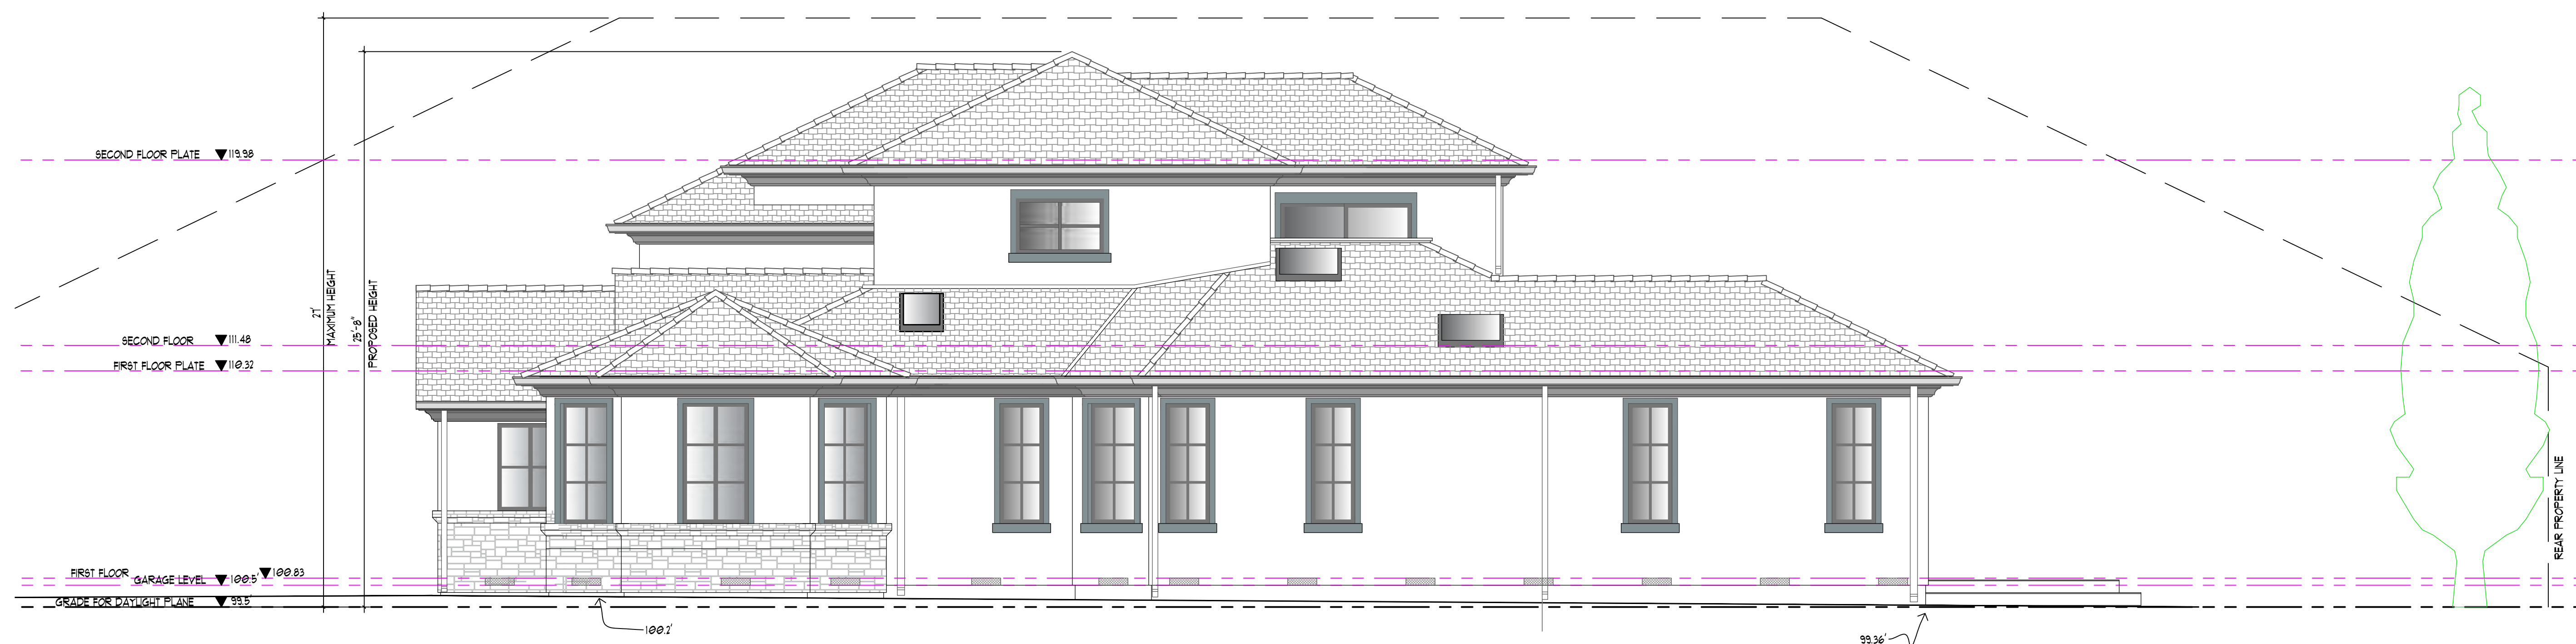 SECOND FLOOR PLATE 119.98
27'
MAXIMUM HEIGHT
25'-8"
PROPOSED HEIGHT
SECOND FLOOR 111.48
FIRST FLOOR PLATE 110.32
FIRST FLOOR 100.83
GARAGE LEVEL 100.5'
GRADE FOR DAYLIGHT PLANE 99.5'
100.2'
99.36'
REAR PROPERTY LINE